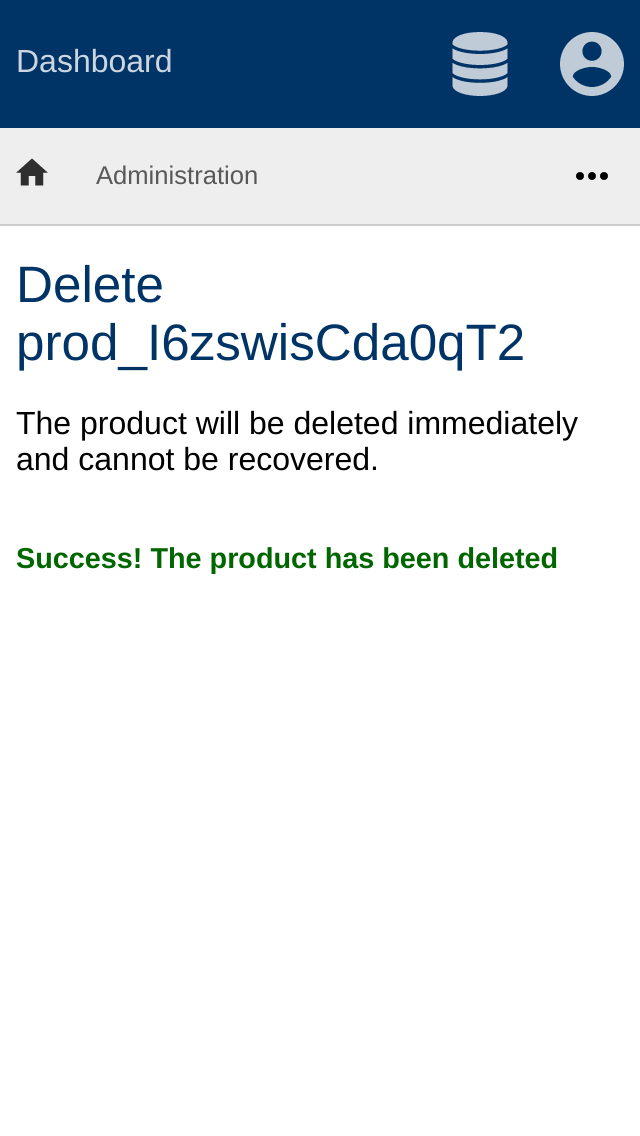 Dashboard
Administration
Delete
prod_I6zswisCda0qT2
The product will be deleted immediately
and cannot be recovered.
Success! The product has been deleted